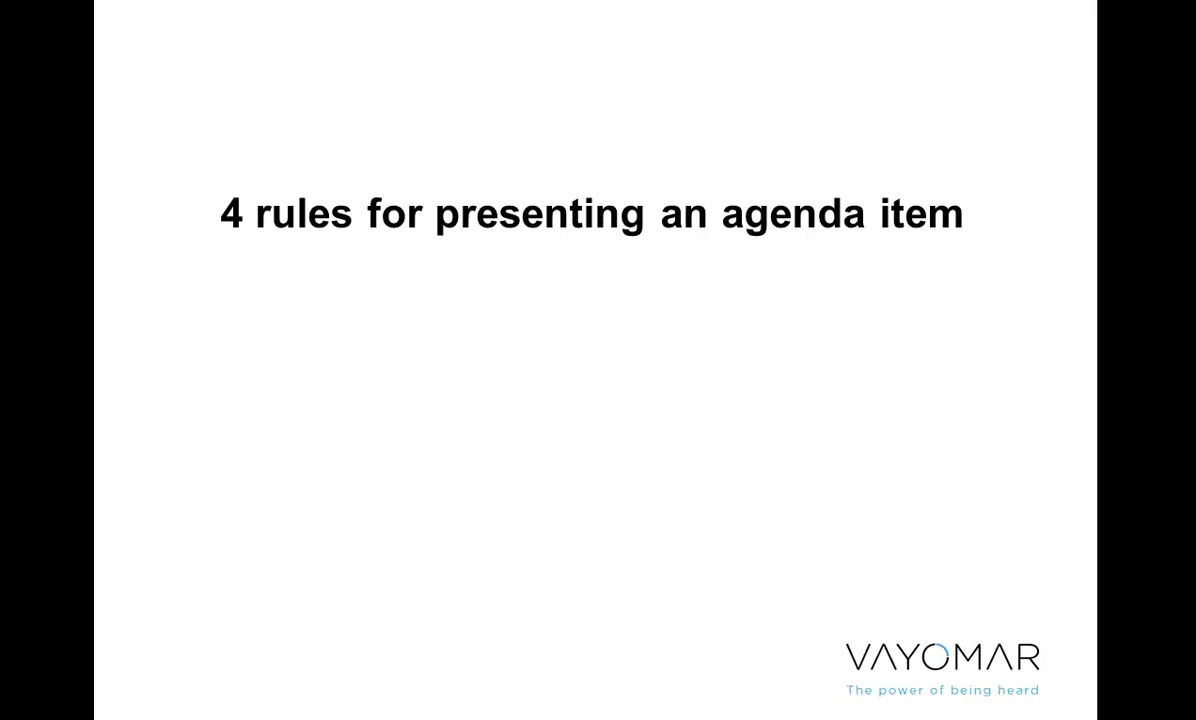 4 rules for presenting an agenda item
VAYOMAR
The power of being heard